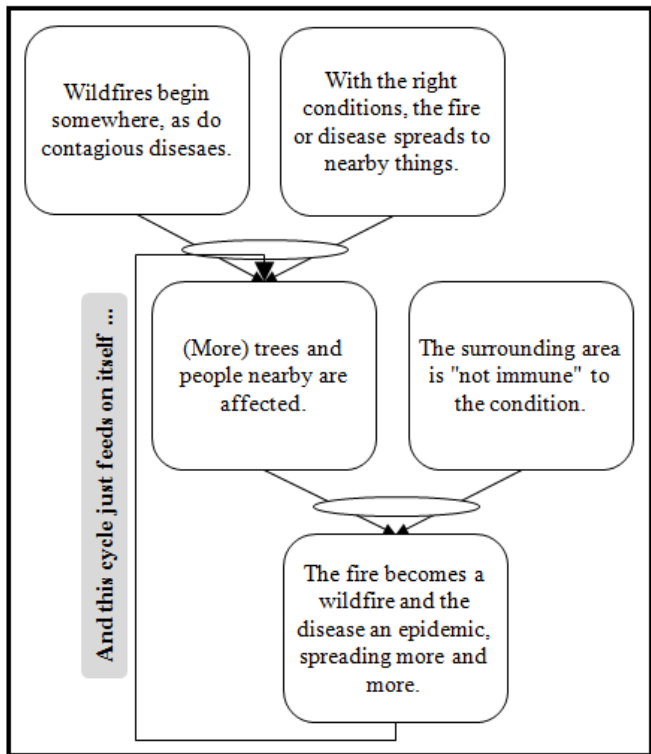 Wildfires begin
somewhere, as do
contagious disesaes.
With the right
conditions, the fire
or disease spreads to
nearby things.
(More) trees and
people nearby are
affected.
The surrounding area
is "not immune" to
the condition.
And this cycle just feeds on itself ...
The fire becomes a
wildfire and the
disease an epidemic,
spreading more and
more.